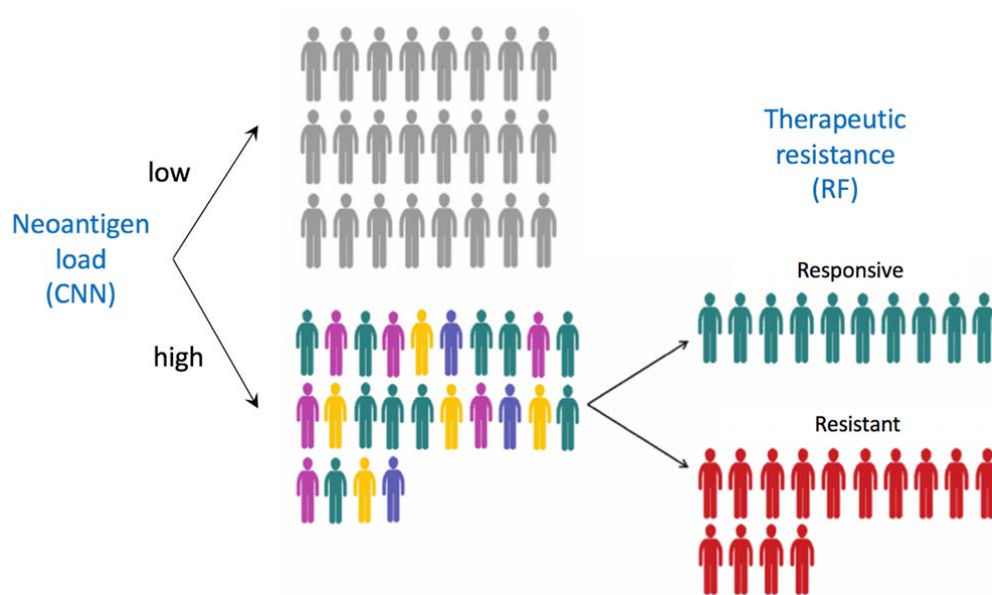 Neoantigen
load
(CNN)
low
high
Therapeutic
resistance
(RF)
Responsive
Resistant